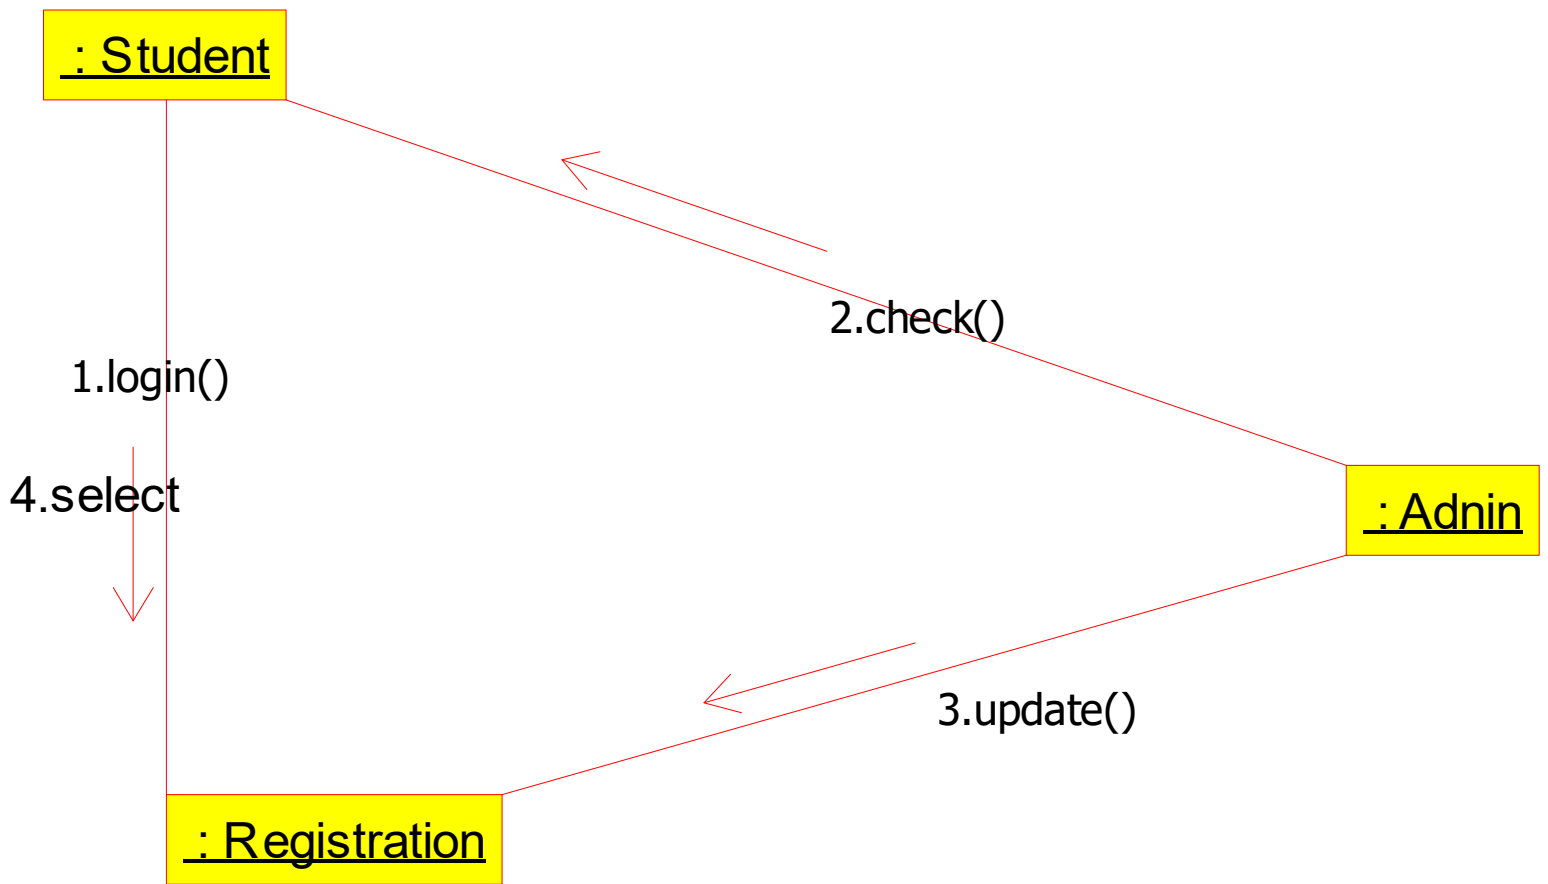 : Student
2.check()
1.login()
4.select
: Adnin
3.update()
: Registration